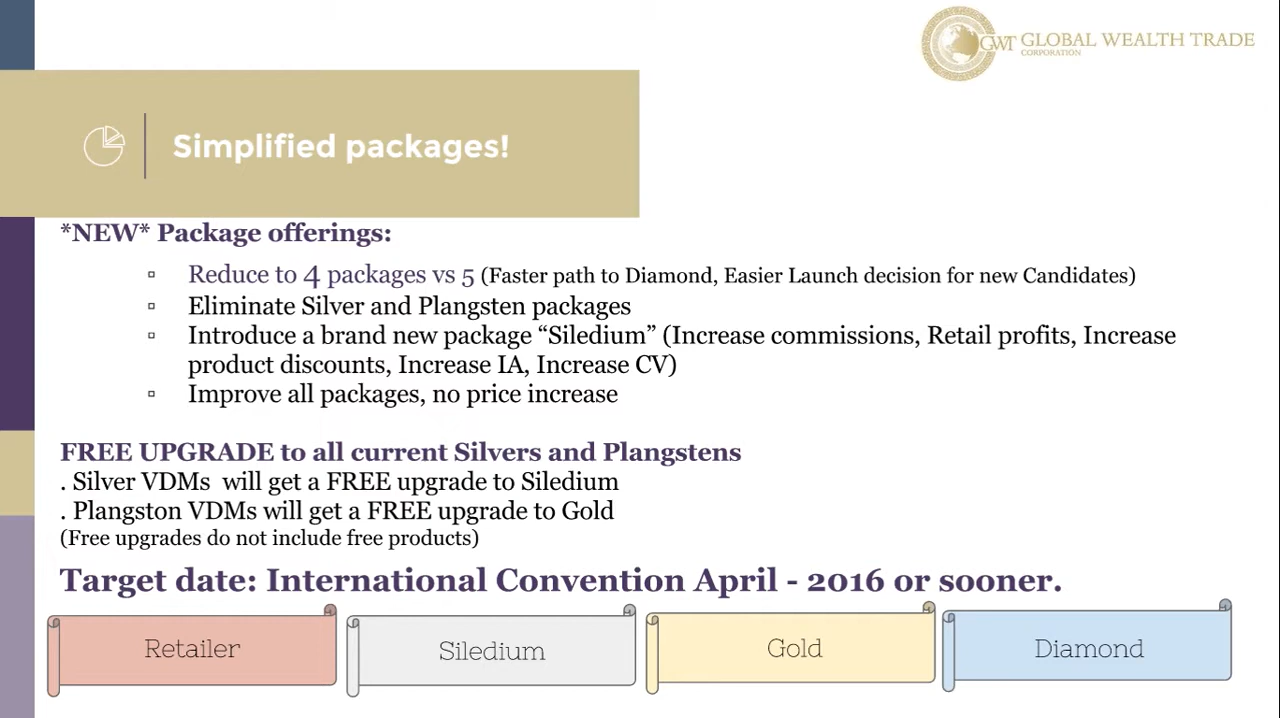 GWT GLOBAL WEALTH TRADE
CORPORATION
Simplified packages!
*NEW* Package offerings:
▫ Reduce to 4 packages vs 5 (Faster path to Diamond, Easier Launch decision for new Candidates)
▫ Eliminate Silver and Plangsten packages
▫ Introduce a brand new package “Siledium” (Increase commissions, Retail profits, Increase
product discounts, Increase IA, Increase CV)
▫ Improve all packages, no price increase
FREE UPGRADE to all current Silvers and Plangstens
. Silver VDMs will get a FREE upgrade to Siledium
. Plangston VDMs will get a FREE upgrade to Gold
(Free upgrades do not include free products)
Target date: International Convention April - 2016 or sooner.
Retailer
Siledium
Gold
Diamond